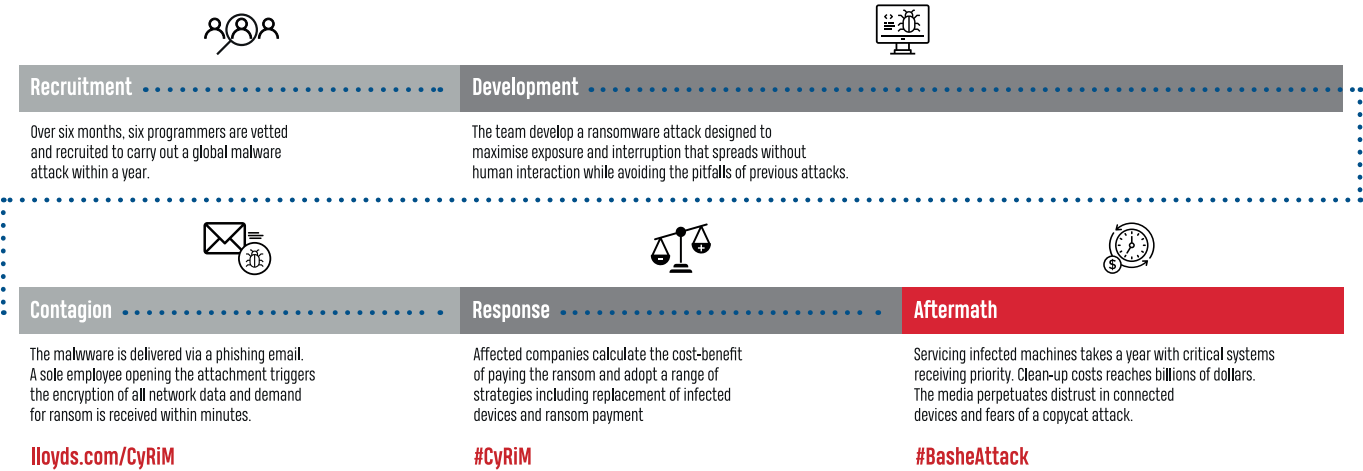 Recruitment
Development
Over six months, six programmers are vetted
and recruited to carry out a global malware
attack within a year.
The team develop a ransomware attack designed to
maximise exposure and interruption that spreads without
human interaction while avoiding the pitfalls of previous attacks.
$
Contagion
Response
Aftermath
The malwware is delivered via a phishing email.
A sole employee opening the attachment triggers
the encryption of all network data and demand
for ransom is received within minutes.
Affected companies calculate the cost-benefit
of paying the ransom and adopt a range of
strategies including replacement of infected
devices and ransom payment
Servicing infected machines takes a year with critical systems
receiving priority. Clean-up costs reaches billions of dollars.
The media perpetuates distrust in connected
devices and fears of a copycat attack.
lloyds.com/CyRiM
#CyRiM
#BasheAttack